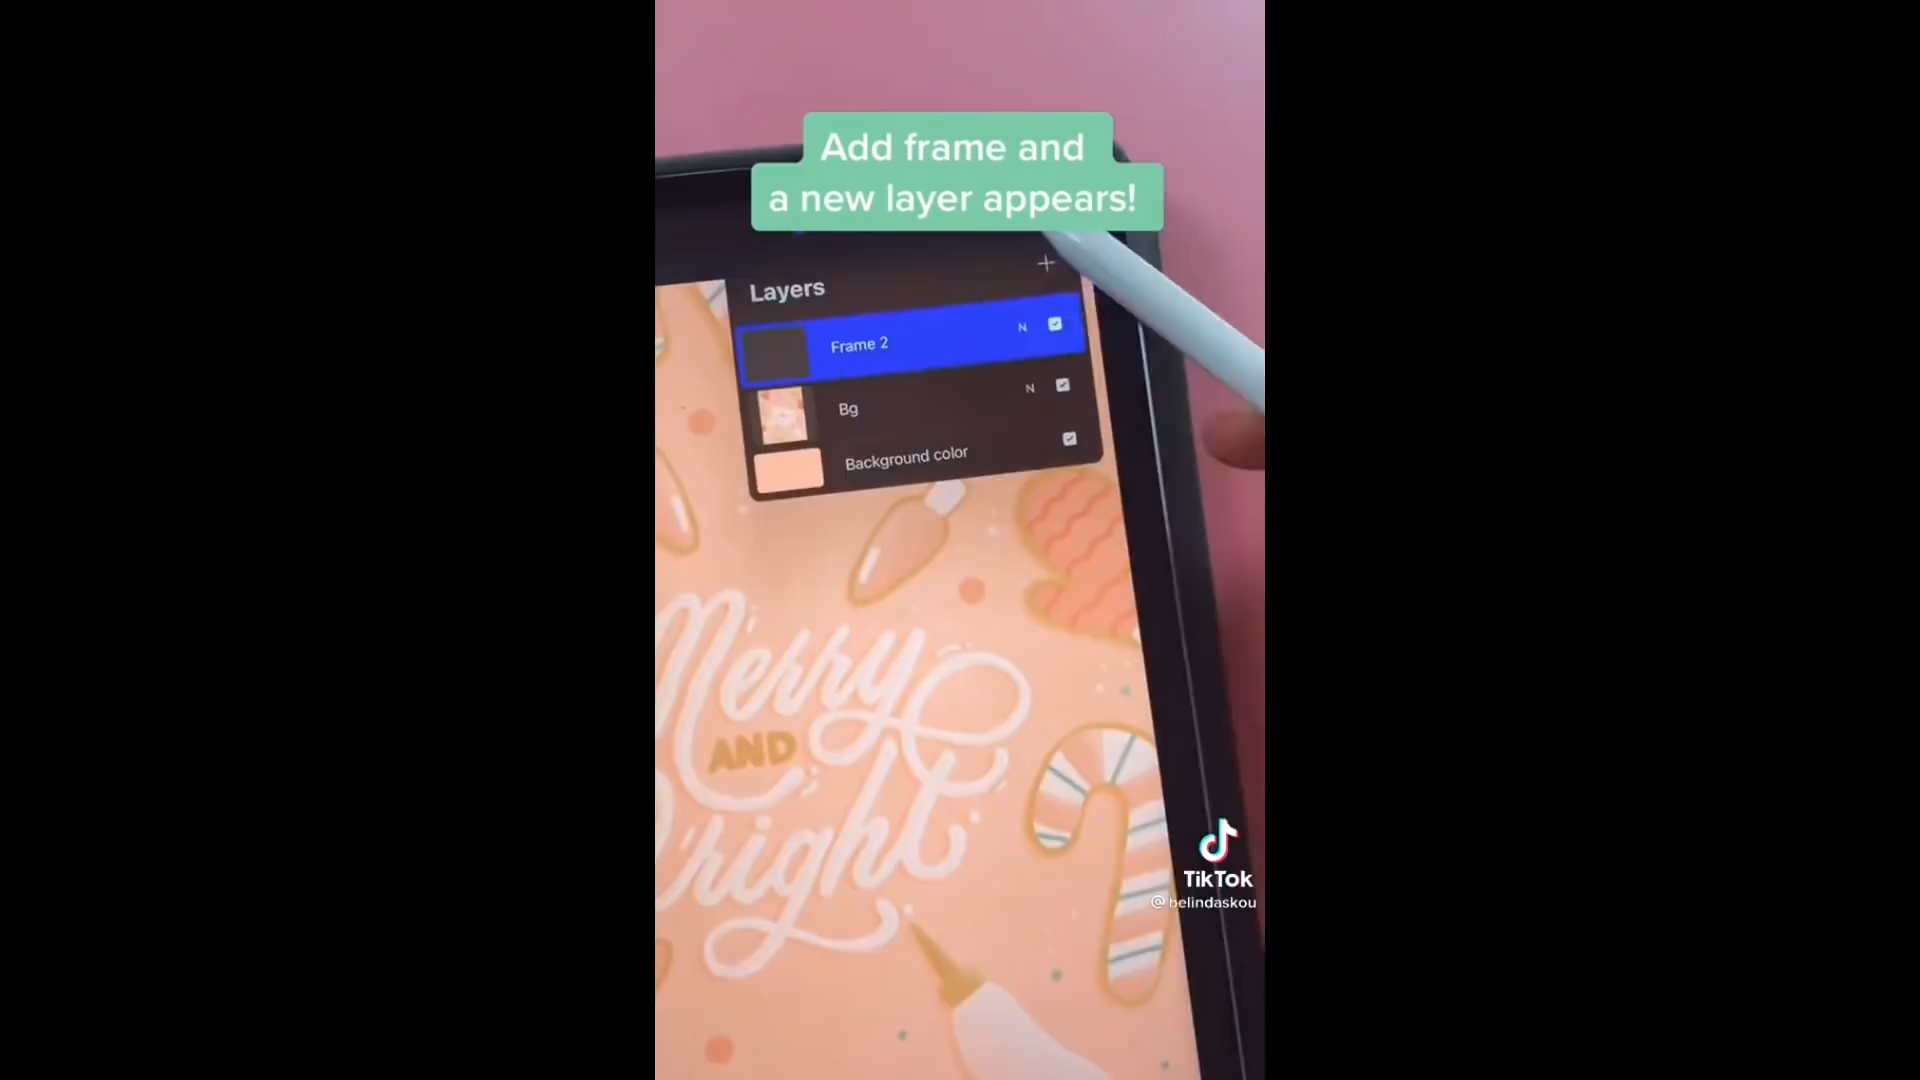 Add frame and
a new layer appears!
Layers
Frame 2
N
Bg
N
Background color
Merry
AND
Bright
TikTok
@belindaskou